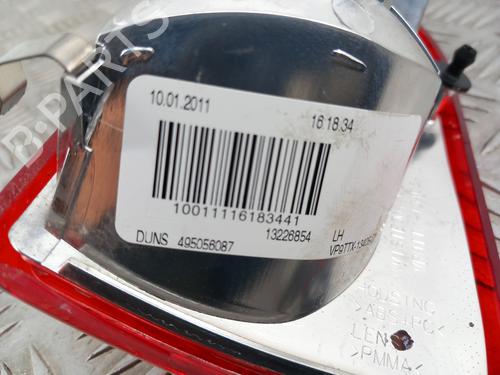 B-PARTS
10.01.2011
16:18:34
10011116183441
DUNS 495056087
13226854
LH
HOUSING
>ABS+PC<
LENS
>PMMA<